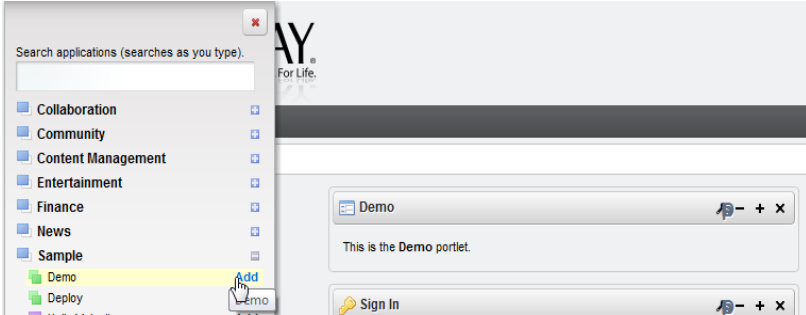 AY
Search applications (searches as you type).
For Life.
Collaboration
Community
Content Management
Entertainment
Finance
Demo
News
Sample
This is the Demo portlet.
Demo Add
Deploy
Demo
Sign In